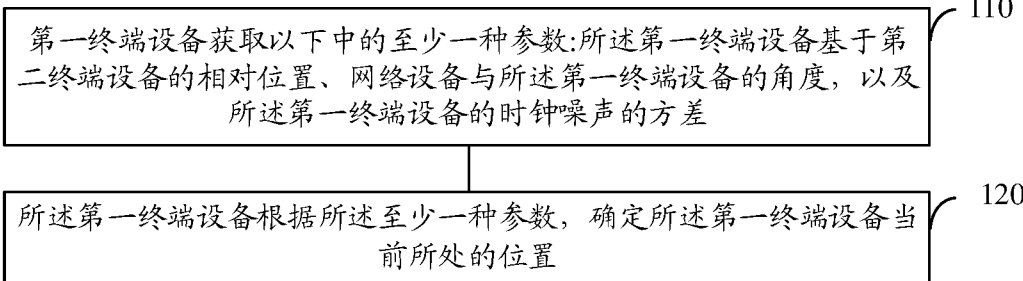 110
第一终端设备获取以下中的至少一种参数:所述第一终端设备基于第
二终端设备的相对位置、网络设备与所述第一终端设备的角度，以及
所述第一终端设备的时钟噪声的方差
120
所述第一终端设备根据所述至少一种参数，确定所述第一终端设备当
前所处的位置